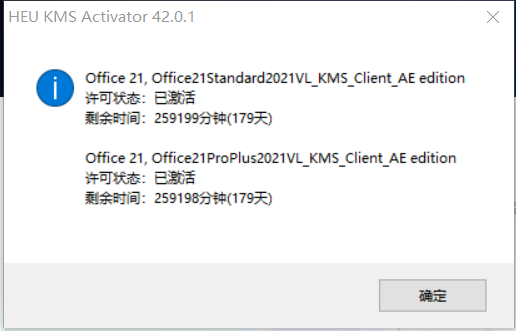 HEU KMS Activator 42.0.1
Office 21, Office21Standard2021VL_KMS_Client_AE edition
许可状态：已激活
剩余时间：259199分钟(179天)
Office 21, Office21ProPlus2021VL_KMS_Client_AE edition
许可状态：已激活
剩余时间：259198分钟(179天)
确定